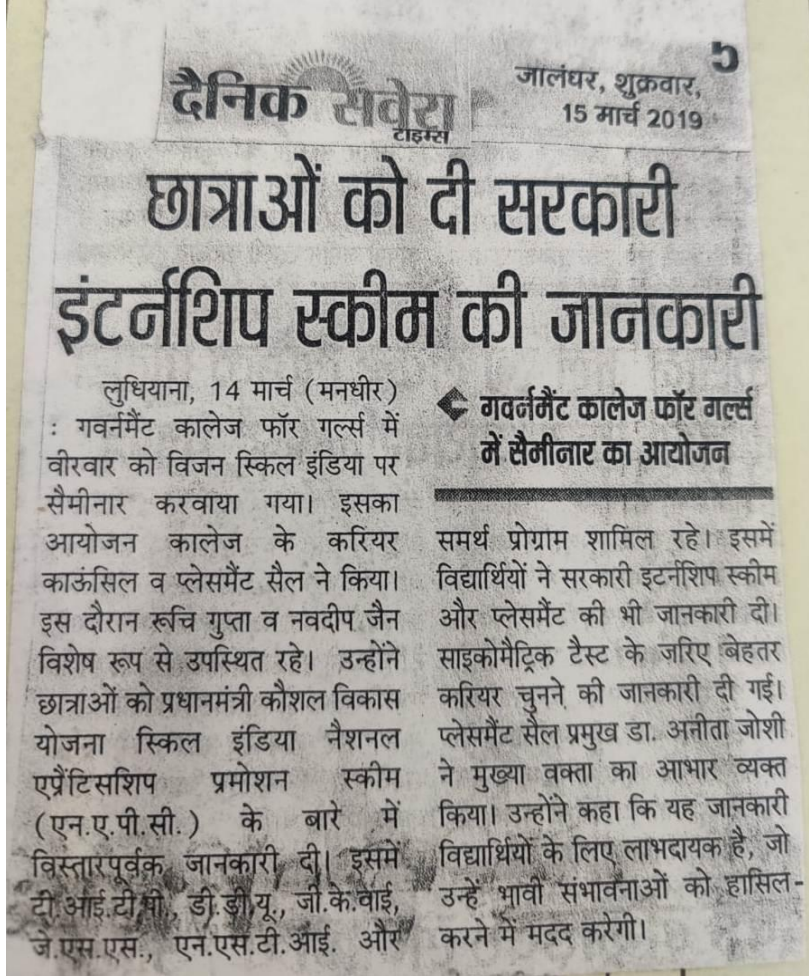 दैनिक सवेरा
टाइम्स
जालंधर, शुक्रवार,
15 मार्च 2019
5
छात्राओं को दी सरकारी
इंटर्नशिप स्कीम की जानकारी
लुधियाना, 14 मार्च (मनधीर)
: गवर्नमैंट कालेज फॉर गर्ल्स में
वीरवार को विजन स्किल इंडिया पर
सैमीनार करवाया गया। इसका
आयोजन कालेज के करियर
काऊंसिल व प्लेसमैंट सैल ने किया।
इस दौरान रूचि गुप्ता व नवदीप जैन
विशेष रूप से उपस्थित रहे। उन्होंने
छात्राओं को प्रधानमंत्री कौशल विकास
योजना स्किल इंडिया नैशनल
एप्रैंटिसशिप प्रमोशन स्कीम
(एन.ए.पी.सी.) के बारे में
विस्तारपूर्वक जानकारी दी। इसमें
डी.डी.यू., जी.के.वाई,
जे.एस.एस., एन.एस.टी.आई. और
गवर्नमैंट कालेज फॉर गर्ल्स
में सैमीनार का आयोजन
समर्थ प्रोग्राम शामिल रहे। इसमें
विद्यार्थियों ने सरकारी इटर्नशिप स्कीम
और प्लेसमैंट की भी जानकारी दी।
साइकोमैट्रिक टैस्ट के जरिए बेहतर
करियर चुनने की जानकारी दी गई।
प्लेसमैंट सैल प्रमुख डा. अनीता जोशी
ने मुख्या वक्ता का आभार व्यक्त
किया। उन्होंने कहा कि यह जानकारी
विद्यार्थियों के लिए लाभदायक है, जो
उन्हें भावी संभावनाओं को हासिल
करने में मदद करेगी।